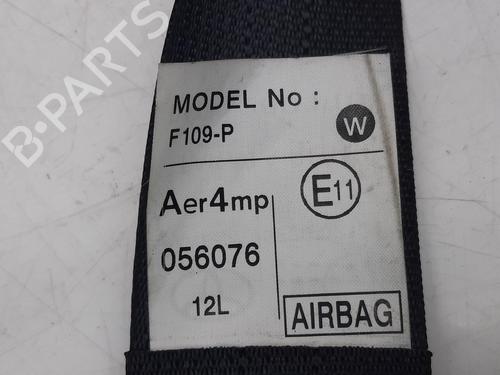 B-PARTS
MODEL No :
F109-P W
Aer4mp E11
056076
12L AIRBAG